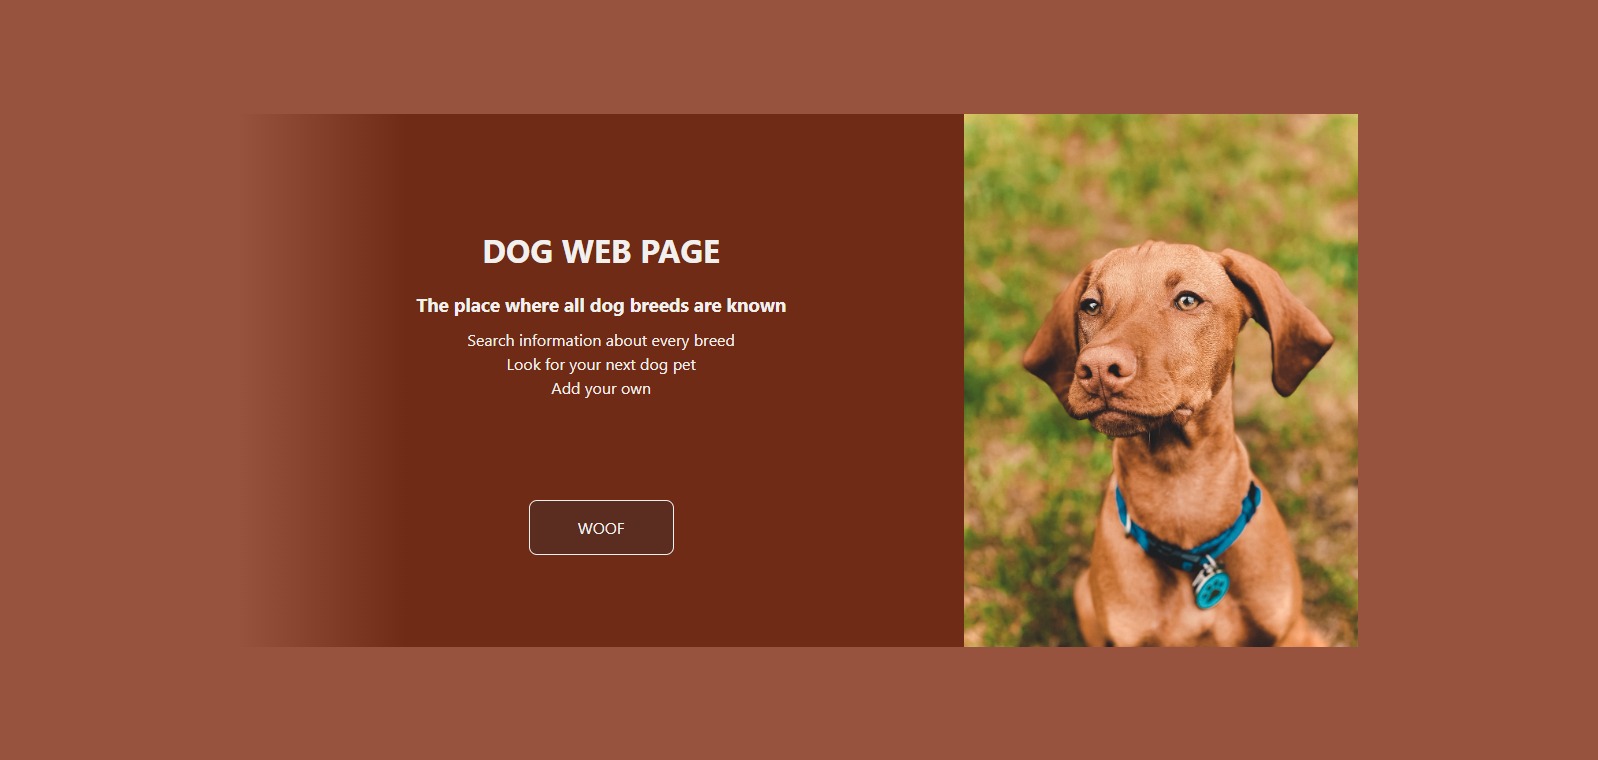 DOG WEB PAGE
The place where all dog breeds are known
Search information about every breed
Look for your next dog pet
Add your own
WOOF